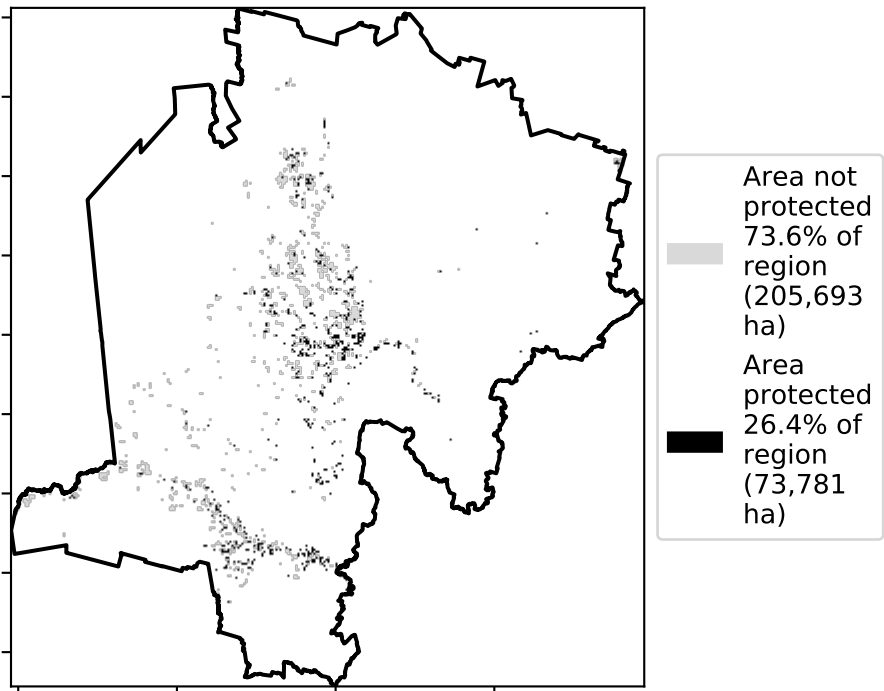 Area not
protected
73.6% of
region
(205,693
ha)
Area
protected
26.4% of
region
(73,781
ha)